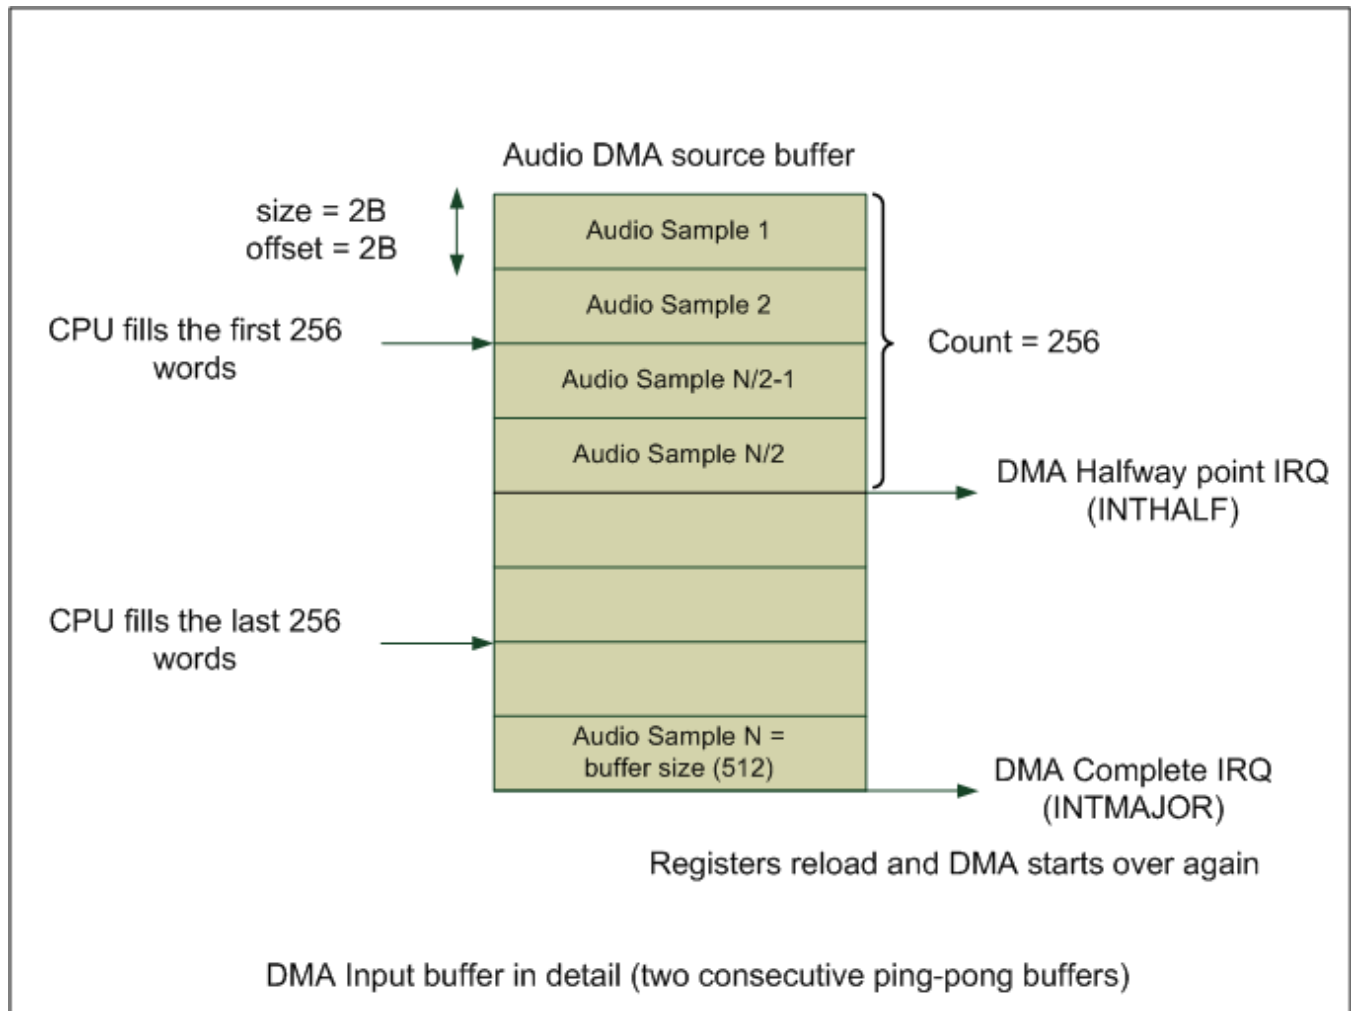 Audio DMA source buffer
size = 2B
offset = 2B
Audio Sample 1
Audio Sample 2
CPU fills the first 256
words
Count = 256
Audio Sample N/2-1
Audio Sample N/2
DMA Halfway point IRQ
(INTHALF)
CPU fills the last 256
words
Audio Sample N =
buffer size (512)
DMA Complete IRQ
(INTMAJOR)
Registers reload and DMA starts over again
DMA Input buffer in detail (two consecutive ping-pong buffers)